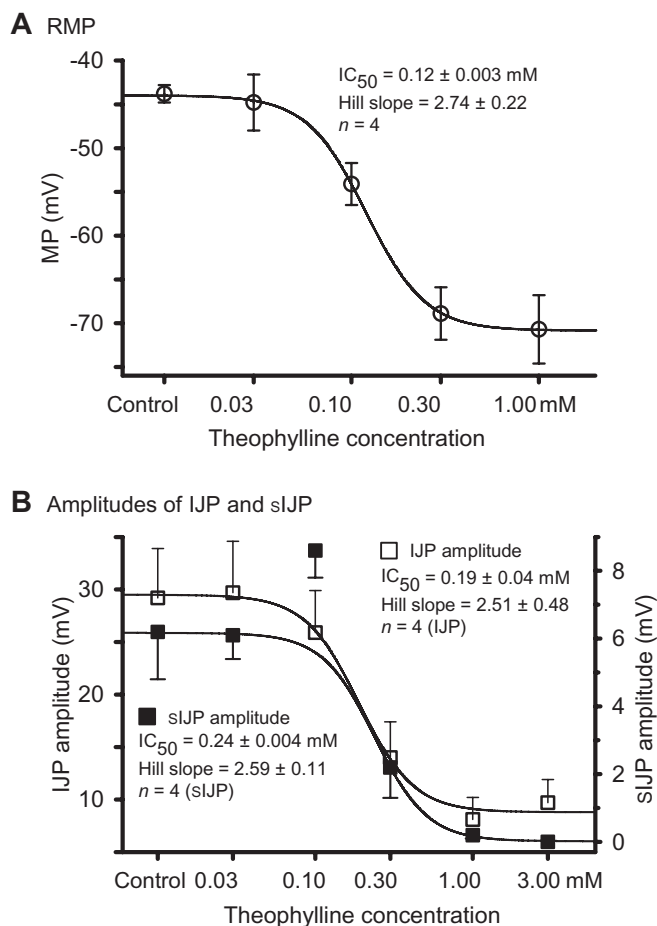 A RMP
-40
-50
-60
-70
MP (mV)
IC50 = 0.12 ± 0.003 mM
Hill slope = 2.74 ± 0.22
n = 4
Control 0.03 0.10 0.30 1.00 mM
Theophylline concentration
B Amplitudes of IJP and sIJP
30
20
10
IJP amplitude (mV)
IJP amplitude
IC50 = 0.19 ± 0.04 mM
Hill slope = 2.51 ± 0.48
n = 4 (IJP)
sIJP amplitude
IC50 = 0.24 ± 0.004 mM
Hill slope = 2.59 ± 0.11
n = 4 (sIJP)
8
6
4
2
0
sIJP amplitude (mV)
Control 0.03 0.10 0.30 1.00 3.00 mM
Theophylline concentration